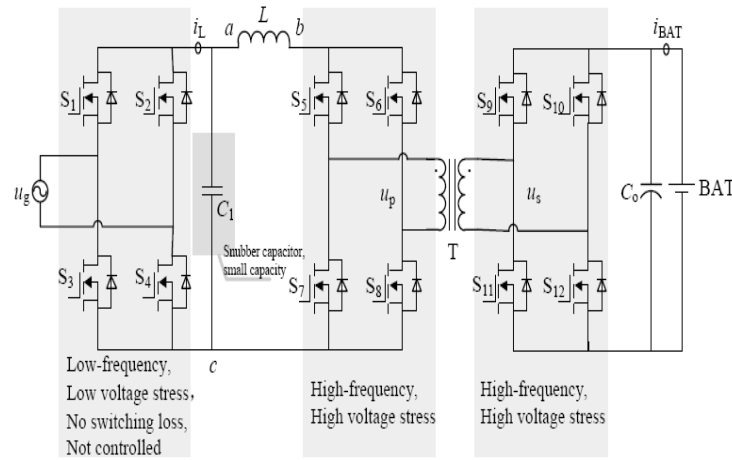 i_L a L b i_BAT
S1 S2 S5 S6 S9 S10
u_g C1 u_p u_s C_o BAT
T
Snubber capacitor,
small capacity
S3 S4 S7 S8 S11 S12
c
Low-frequency,
Low voltage stress,
No switching loss,
Not controlled
High-frequency,
High voltage stress
High-frequency,
High voltage stress